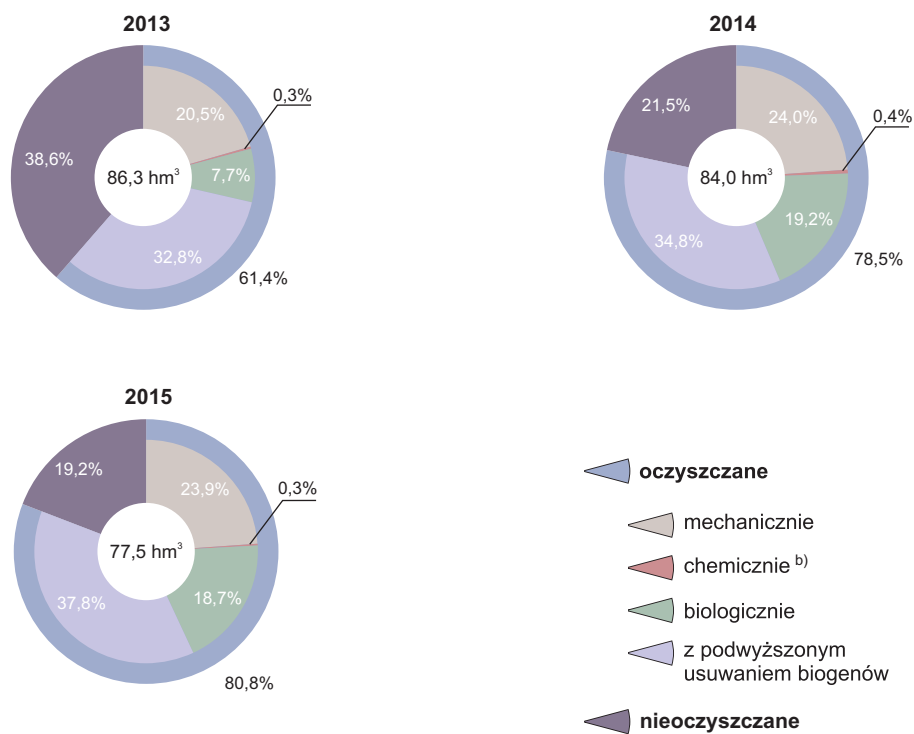 2013
0,3%
20,5%
38,6%
86,3 hm³
7,7%
32,8%
61,4%
2014
0,4%
21,5%
24,0%
84,0 hm³
19,2%
34,8%
78,5%
2015
19,2%
23,9%
0,3%
77,5 hm³
37,8%
18,7%
80,8%
oczyszczane
mechanicznie
chemicznie b)
biologicznie
z podwyższonym
usuwaniem biogenów
nieoczyszczane